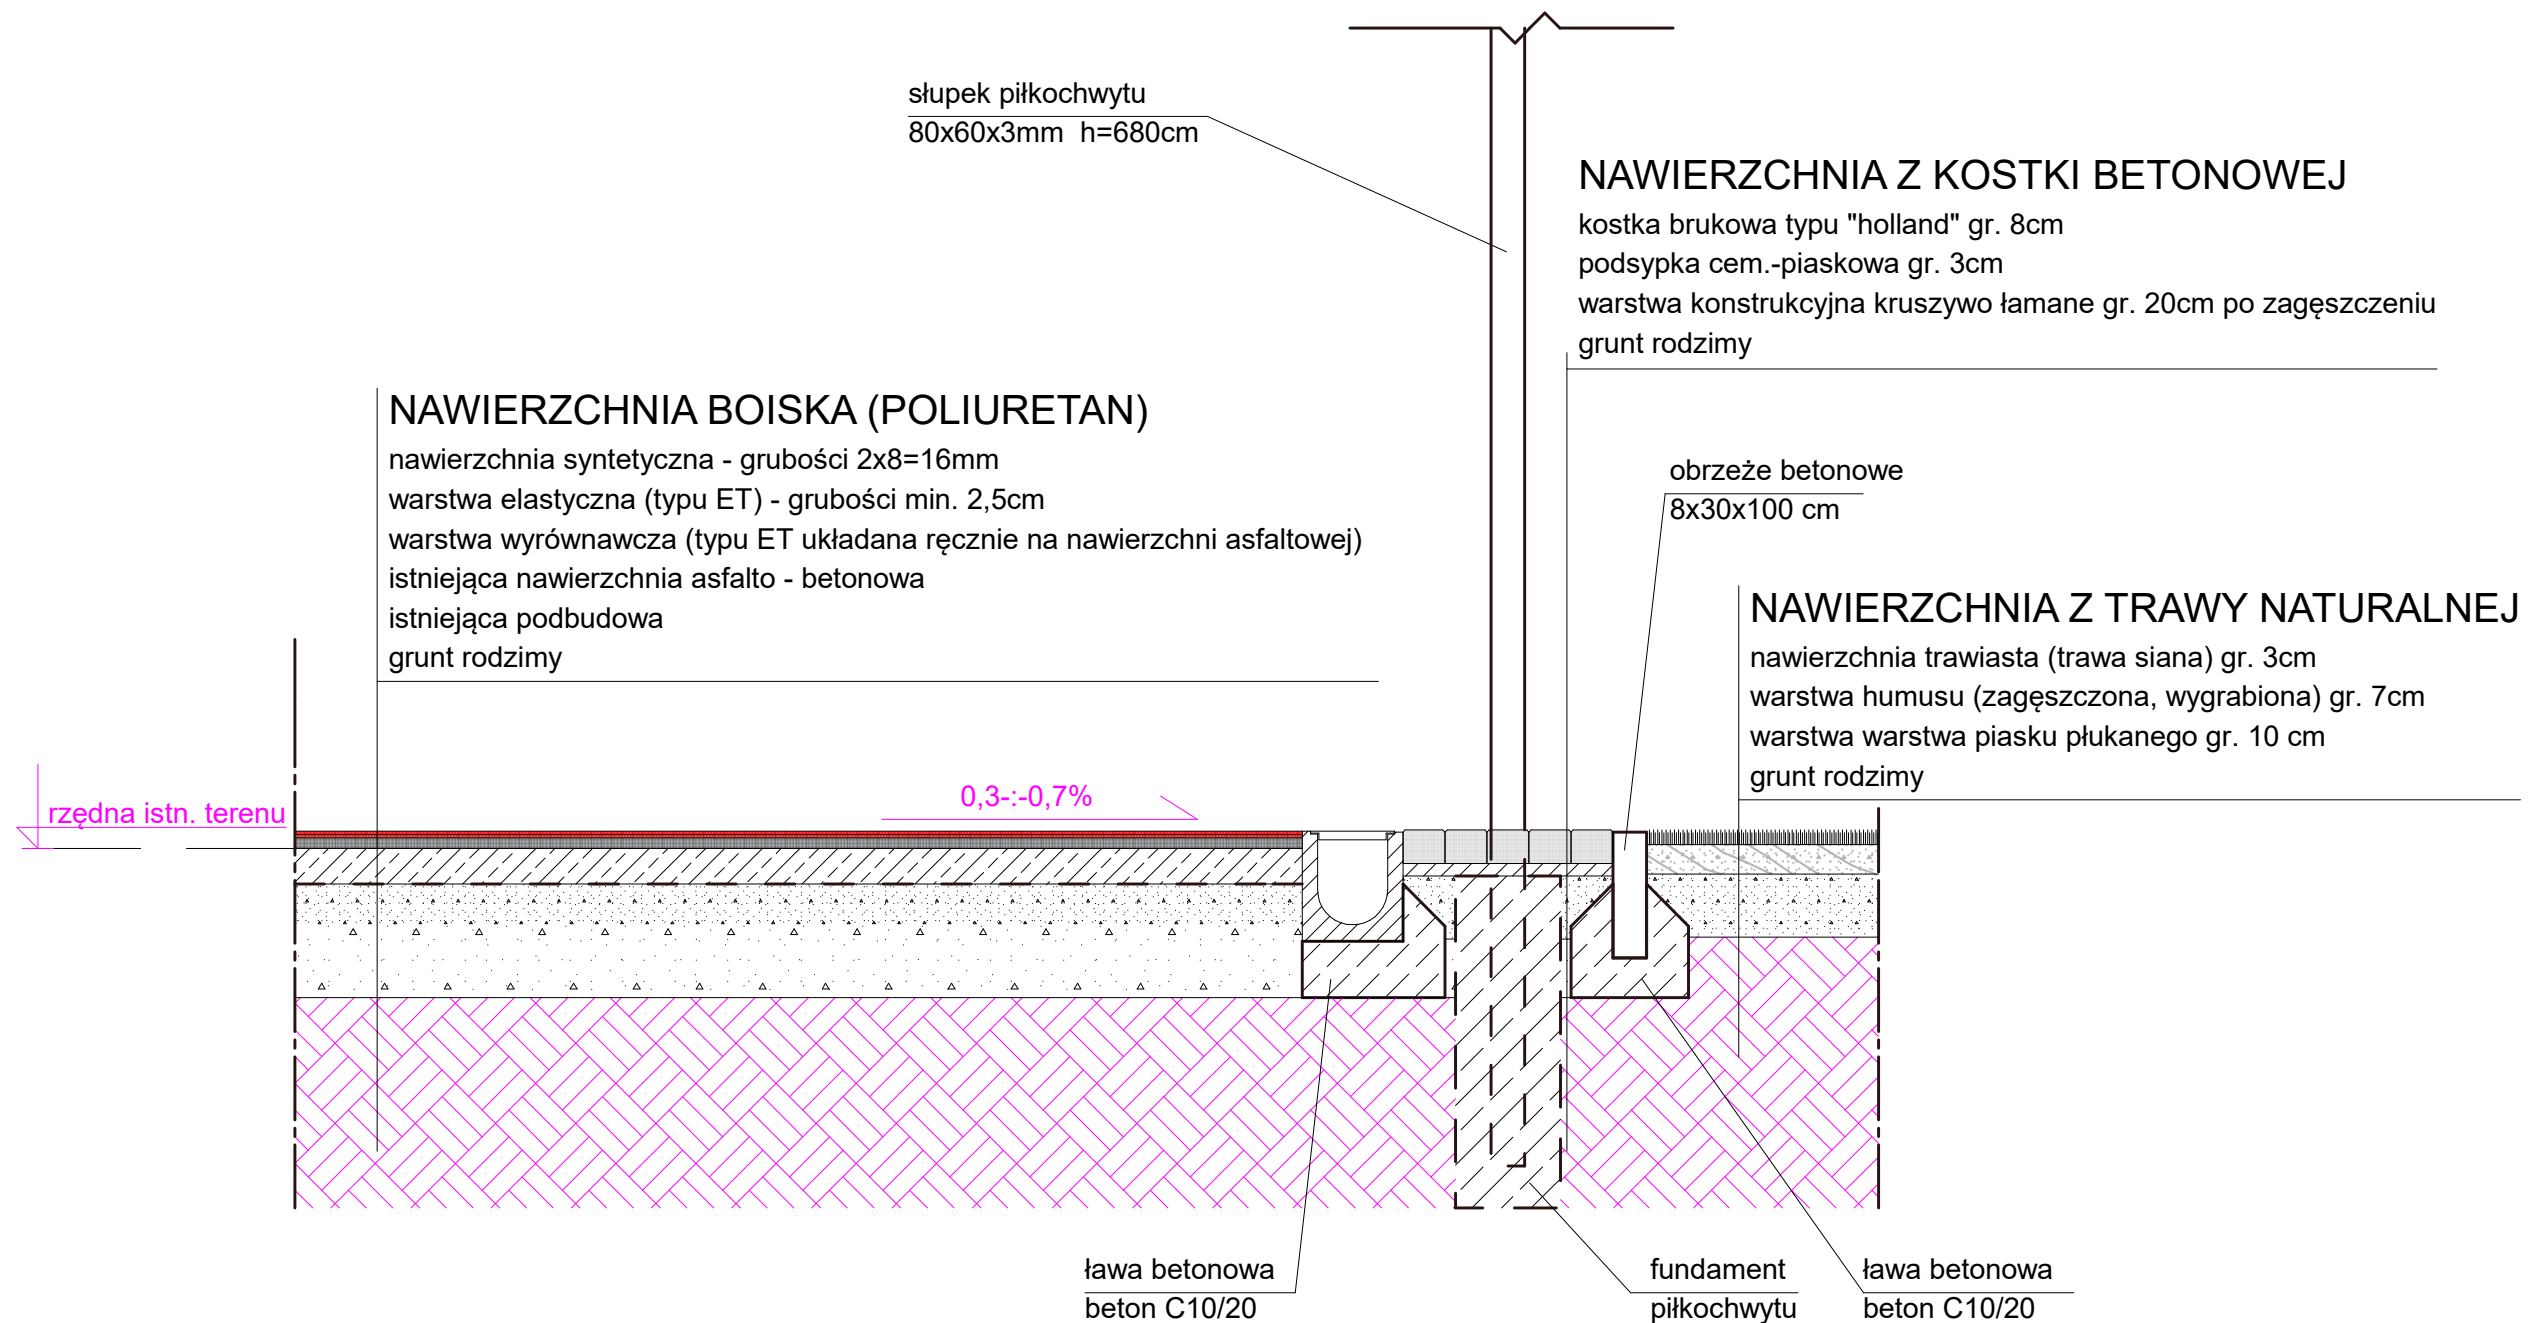 słupek piłkochwytu
80x60x3mm  h=680cm
NAWIERZCHNIA Z KOSTKI BETONOWEJ
kostka brukowa typu "holland" gr. 8cm
podsypka cem.-piaskowa gr. 3cm
warstwa konstrukcyjna kruszywo łamane gr. 20cm po zagęszczeniu
grunt rodzimy
NAWIERZCHNIA BOISKA (POLIURETAN)
nawierzchnia syntetyczna - grubości 2x8=16mm
warstwa elastyczna (typu ET) - grubości min. 2,5cm
warstwa wyrównawcza (typu ET układana ręcznie na nawierzchni asfaltowej)
istniejąca nawierzchnia asfalto - betonowa
istniejąca podbudowa
grunt rodzimy
obrzeże betonowe
8x30x100 cm
NAWIERZCHNIA Z TRAWY NATURALNEJ
nawierzchnia trawiasta (trawa siana) gr. 3cm
warstwa humusu (zagęszczona, wygrabiona) gr. 7cm
warstwa warstwa piasku płukanego gr. 10 cm
grunt rodzimy
rzędna istn. terenu
0,3-:-0,7%
ława betonowa
beton C10/20
fundament
piłkochwytu
ława betonowa
beton C10/20